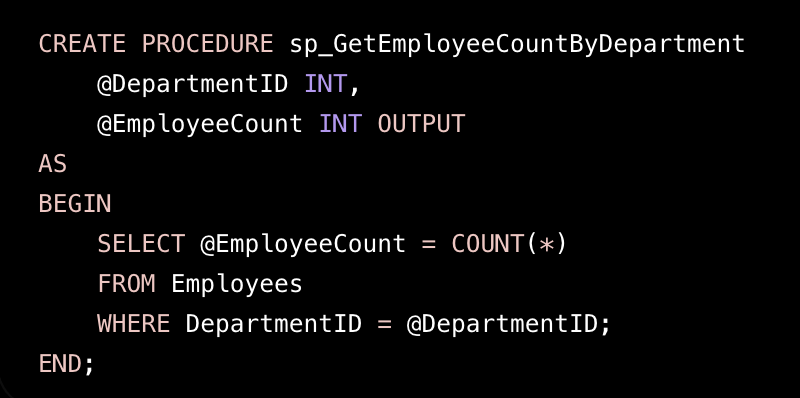 CREATE PROCEDURE sp_GetEmployeeCountByDepartment
    @DepartmentID INT,
    @EmployeeCount INT OUTPUT
AS
BEGIN
    SELECT @EmployeeCount = COUNT(*)
    FROM Employees
    WHERE DepartmentID = @DepartmentID;
END;